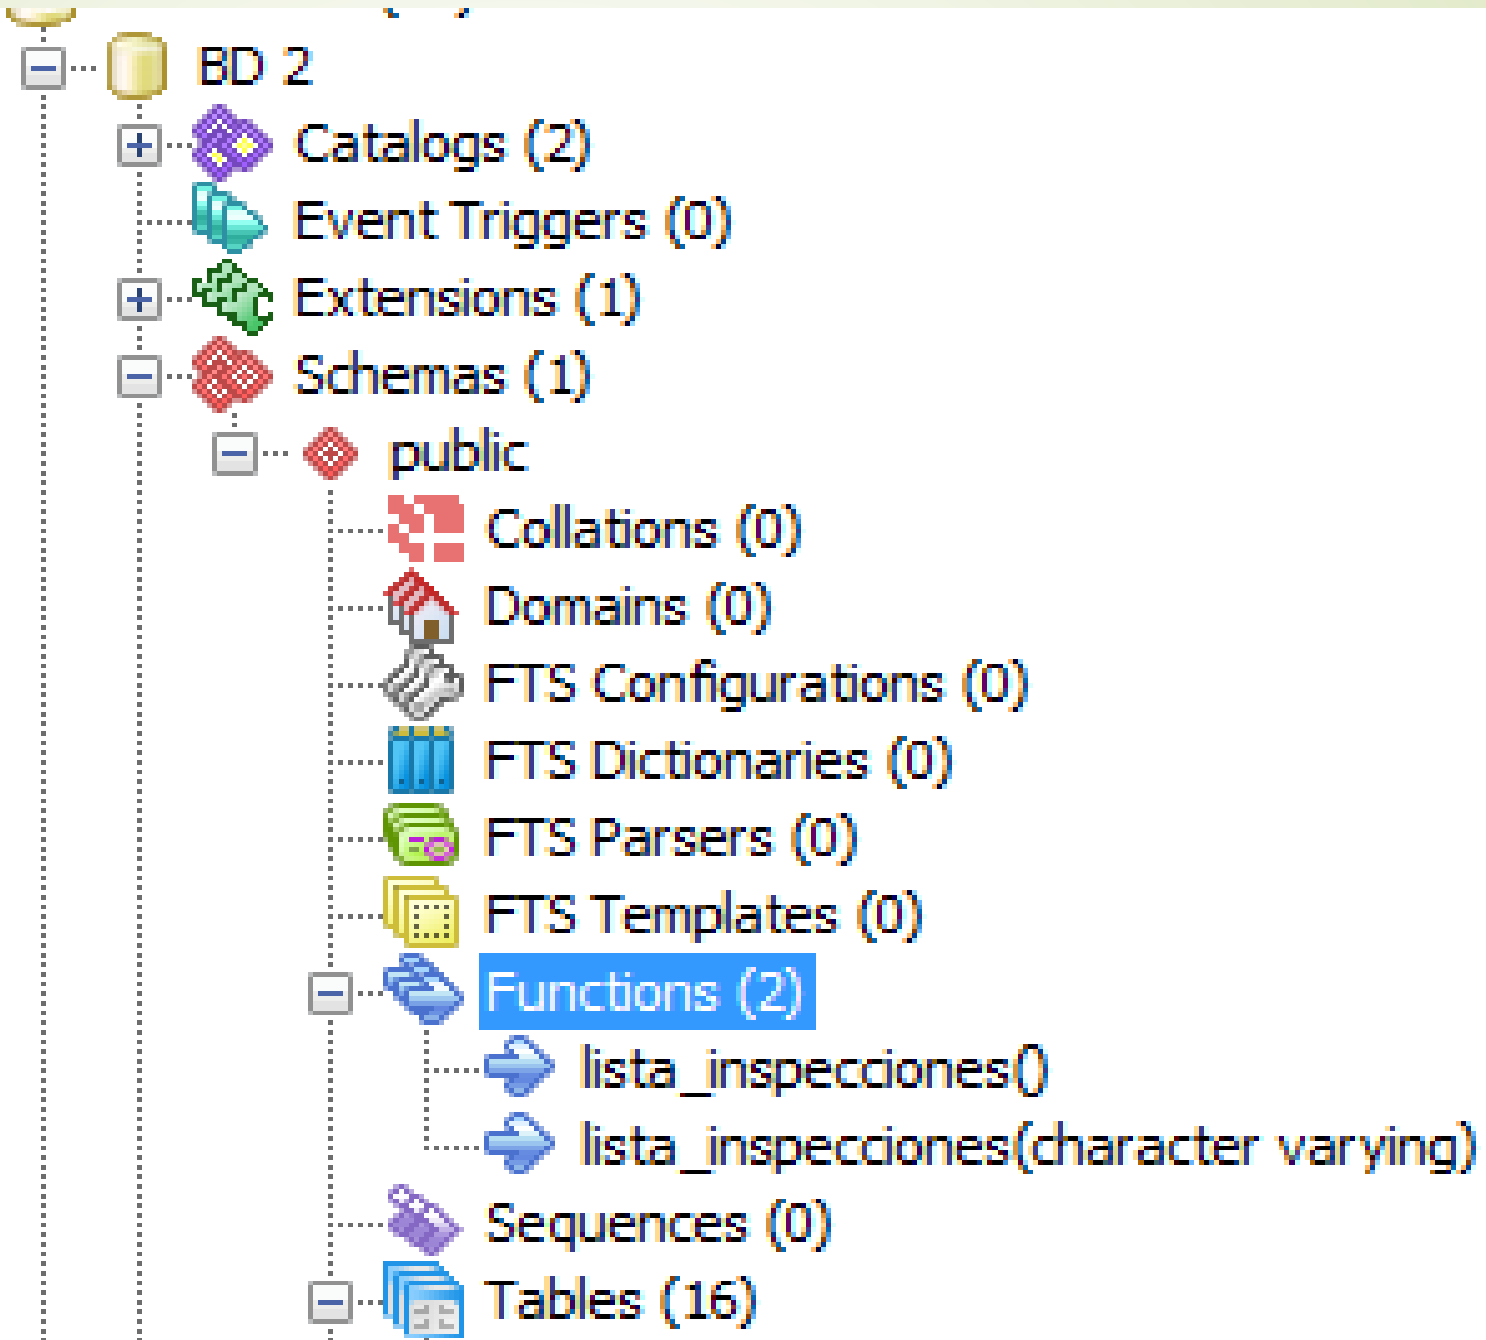 BD 2
Catalogs (2)
Event Triggers (0)
Extensions (1)
Schemas (1)
public
Collations (0)
Domains (0)
FTS Configurations (0)
FTS Dictionaries (0)
FTS Parsers (0)
FTS Templates (0)
Functions (2)
lista_inspecciones()
lista_inspecciones(character varying)
Sequences (0)
Tables (16)